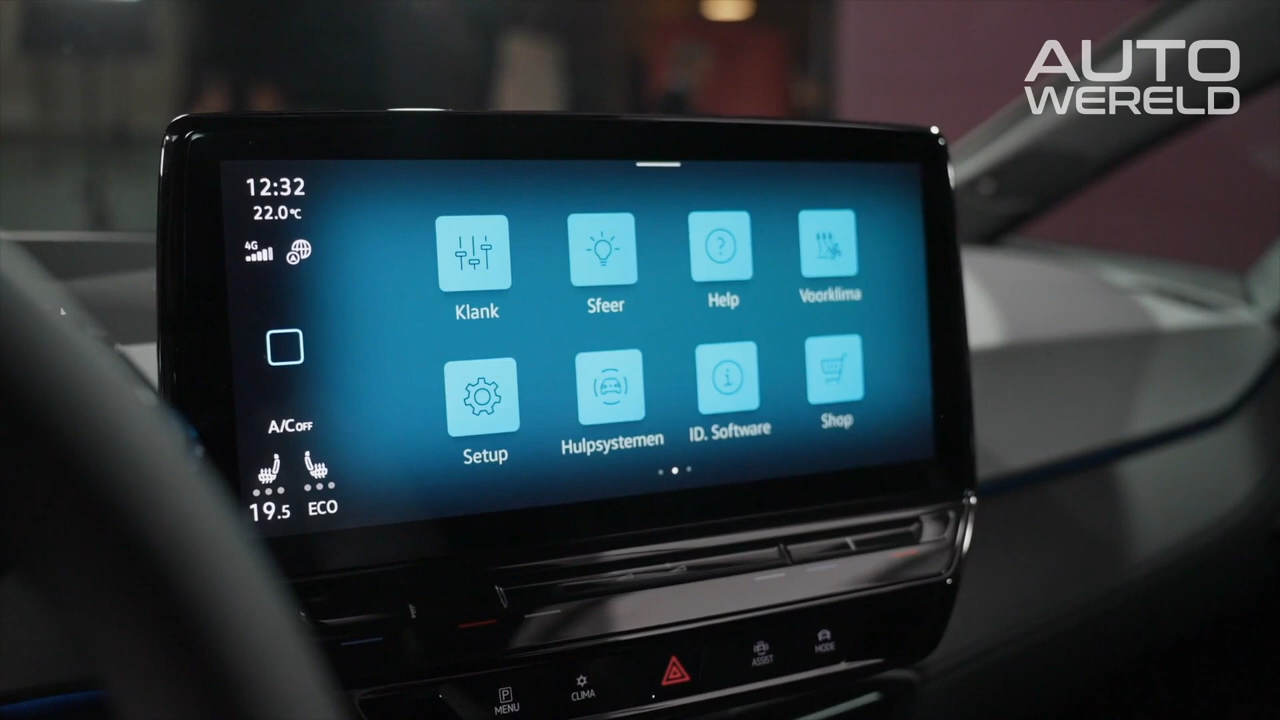 AUTO
WERELD
12:32
22.0°C
4G
Klank
Sfeer
Help
Voorklima
Setup
Hulpsystemen
ID. Software
Shop
A/C OFF
19.5
ECO
P
MENU
CLIMA
ASSIST
MODE